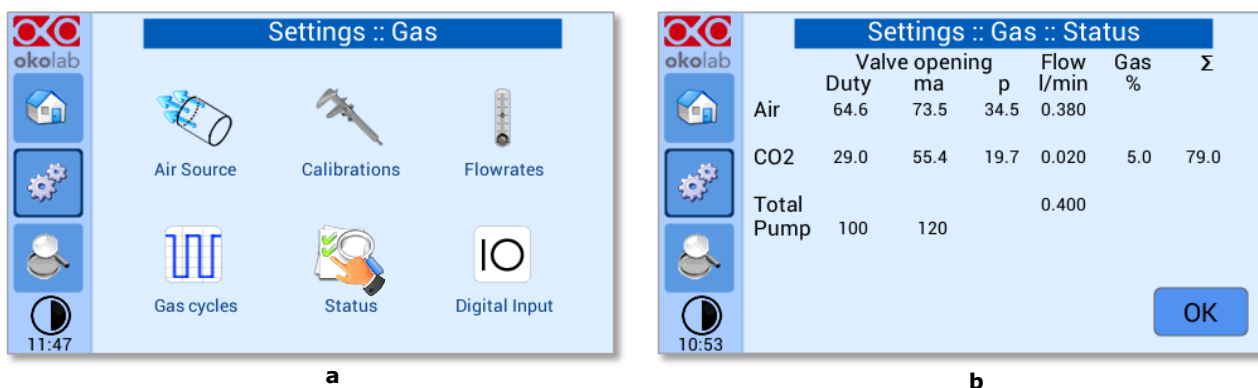 Settings :: Gas
okolab
Air Source Calibrations Flowrates
Gas cycles Status Digital Input
11:47
a
Settings :: Gas :: Status
okolab
Valve opening Flow Gas Σ
Duty ma p l/min %
Air 64.6 73.5 34.5 0.380
CO2 29.0 55.4 19.7 0.020 5.0 79.0
Total 0.400
Pump 100 120
OK
10:53
b